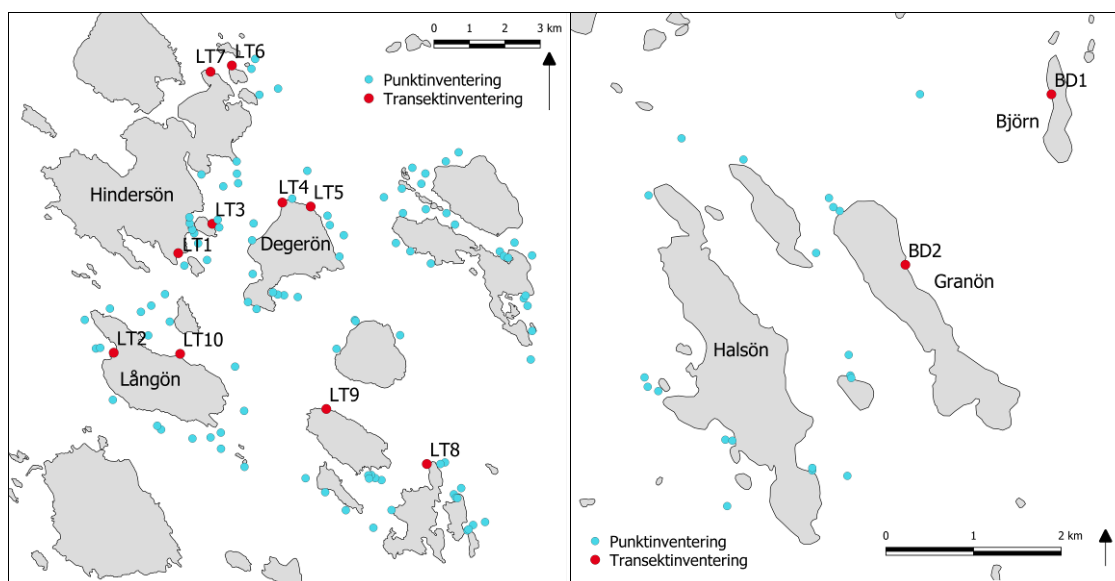 0 1 2 3 km
LT7 LT6
Punktinventering
Transektinventering
Hindersön
LT3
LT1
LT4
LT5
Degerön
LT2
LT10
Långön
LT9
LT8
BD1
Björn
BD2
Granön
Halsön
Punktinventering
Transektinventering
0 1 2 km